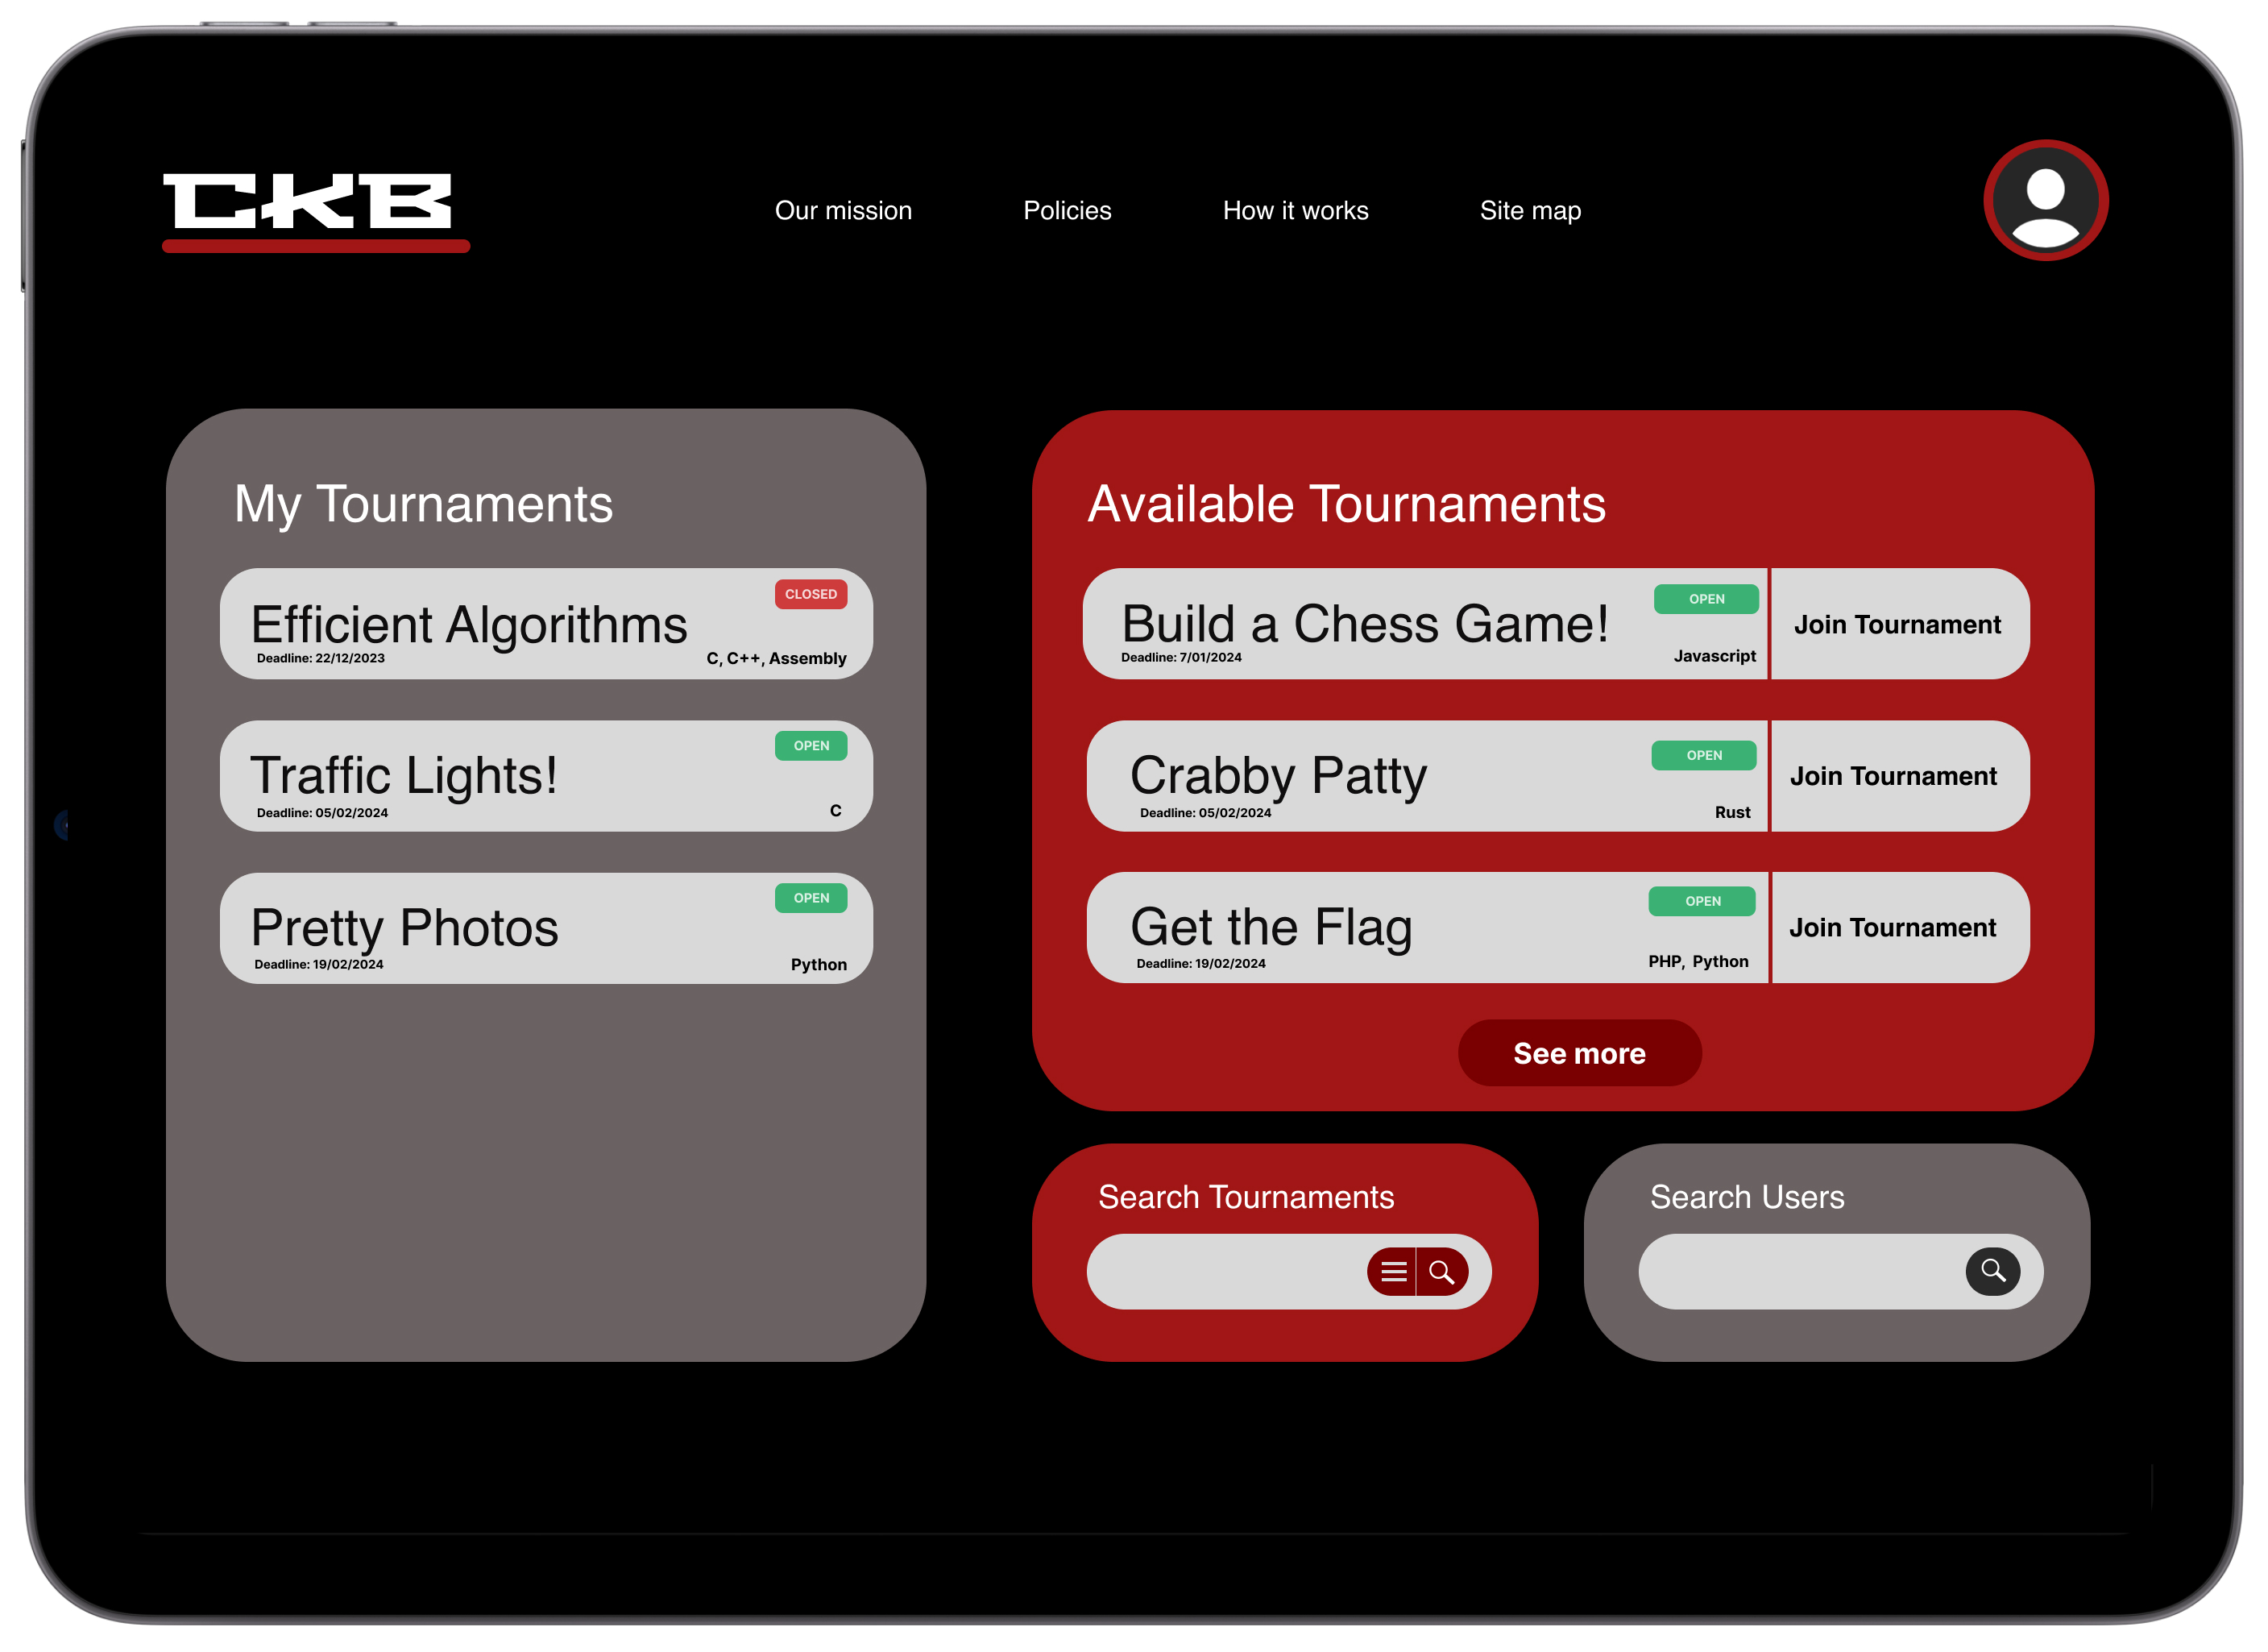 CKB
Our mission
Policies
How it works
Site map
My Tournaments
CLOSED
Efficient Algorithms
Deadline: 22/12/2023
C, C++, Assembly
OPEN
Traffic Lights!
Deadline: 05/02/2024
C
OPEN
Pretty Photos
Deadline: 19/02/2024
Python
Available Tournaments
OPEN
Build a Chess Game!
Deadline: 7/01/2024
Javascript
Join Tournament
OPEN
Crabby Patty
Deadline: 05/02/2024
Rust
Join Tournament
OPEN
Get the Flag
Deadline: 19/02/2024
PHP, Python
Join Tournament
See more
Search Tournaments
Search Users